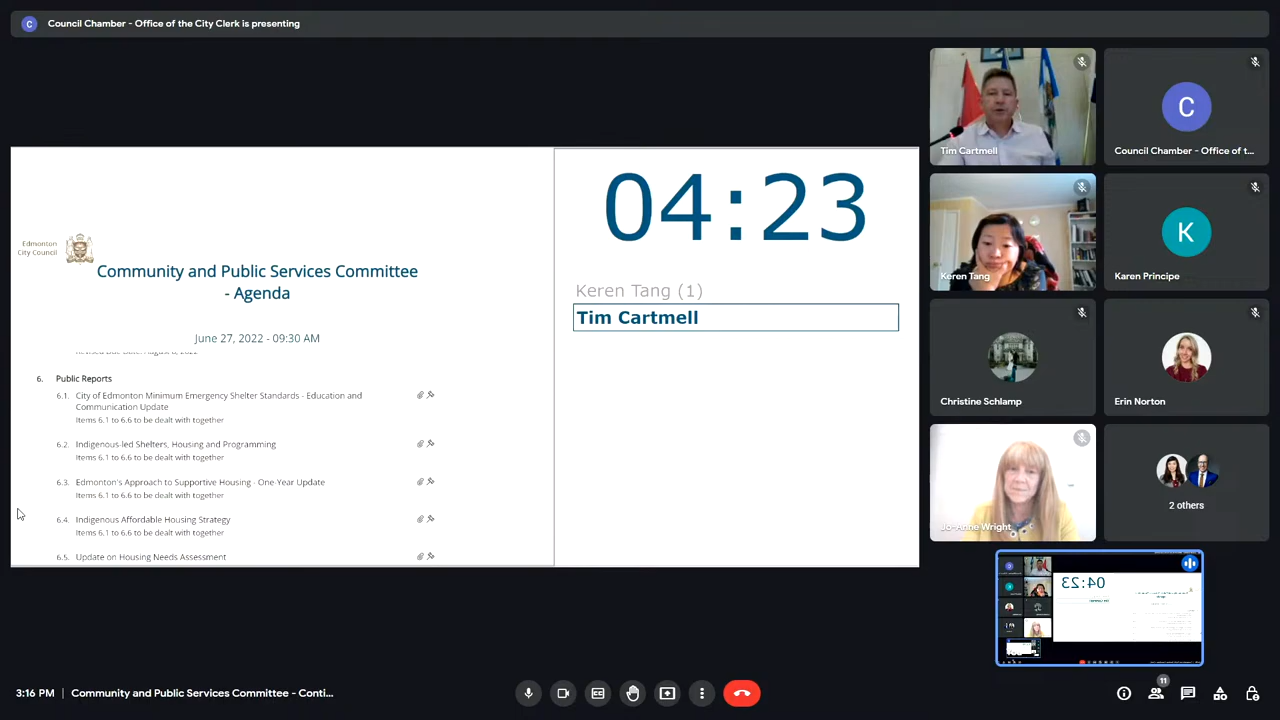 C Council Chamber - Office of the City Clerk is presenting
Edmonton
City Council
Community and Public Services Committee
- Agenda
June 27, 2022 - 09:30 AM
6. Public Reports
6.1. City of Edmonton Minimum Emergency Shelter Standards - Education and
Communication Update
Items 6.1 to 6.6 to be dealt with together
6.2. Indigenous-led Shelters, Housing and Programming
Items 6.1 to 6.6 to be dealt with together
6.3. Edmonton's Approach to Supportive Housing - One-Year Update
Items 6.1 to 6.6 to be dealt with together
6.4. Indigenous Affordable Housing Strategy
Items 6.1 to 6.6 to be dealt with together
6.5. Update on Housing Needs Assessment
04:23
Keren Tang (1)
Tim Cartmell
Tim Cartmell
C
Council Chamber - Office of t...
Keren Tang
K
Karen Principe
Christine Schlamp
Erin Norton
Jo-Anne Wright
2 others
04:23
3:16 PM | Community and Public Services Committee - Conti...
11